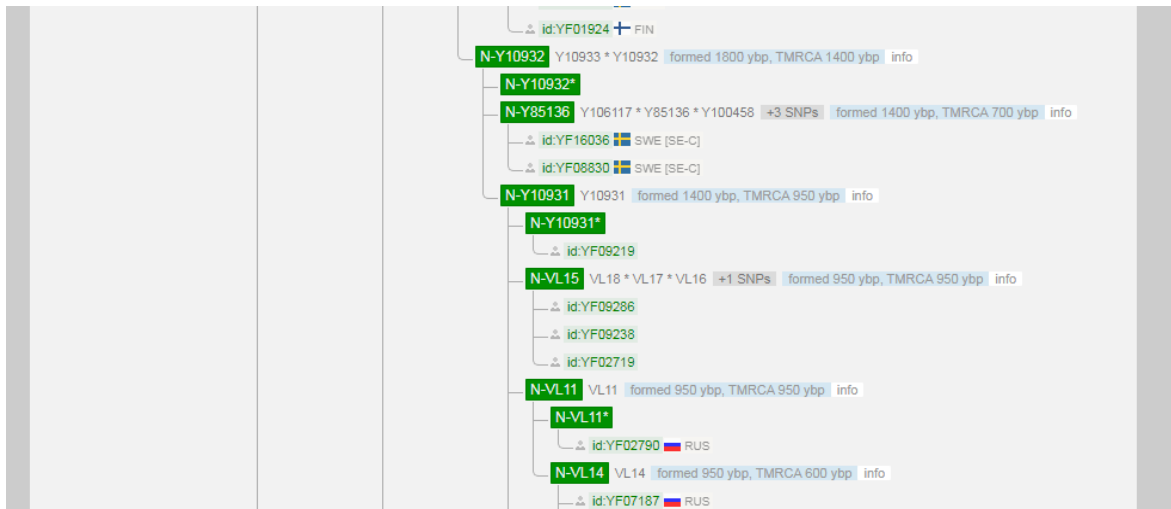 id:YF01924 FIN
N-Y10932 Y10933 * Y10932 formed 1800 ybp, TMRCA 1400 ybp info
N-Y10932*
N-Y85136 Y106117 * Y85136 * Y100458 +3 SNPs formed 1400 ybp, TMRCA 700 ybp info
id:YF16036 SWE [SE-C]
id:YF08830 SWE [SE-C]
N-Y10931 Y10931 formed 1400 ybp, TMRCA 950 ybp info
N-Y10931*
id:YF09219
N-VL15 VL18 * VL17 * VL16 +1 SNPs formed 950 ybp, TMRCA 950 ybp info
id:YF09286
id:YF09238
id:YF02719
N-VL11 VL11 formed 950 ybp, TMRCA 950 ybp info
N-VL11*
id:YF02790 RUS
N-VL14 VL14 formed 950 ybp, TMRCA 600 ybp info
id:YF07187 RUS